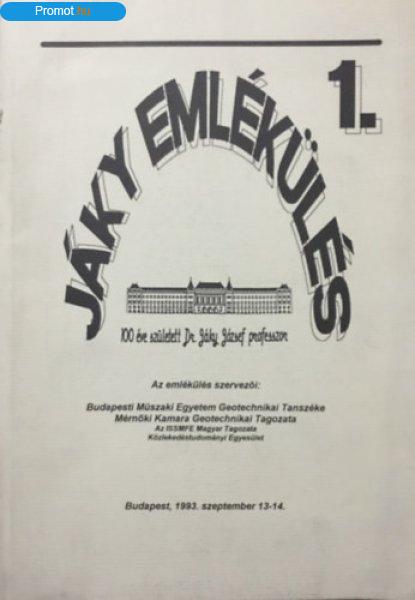 Promot.hu
1.
JÁKY EMLÉKÜLÉS
100 éve született Dr. Jáky József professzor
Az emlékülés szervezői:
Budapesti Műszaki Egyetem Geotechnikai Tanszéke
Mérnöki Kamara Geotechnikai Tagozata
Az ISSMFE Magyar Tagozata
Közlekedéstudományi Egyesület
Budapest, 1993. szeptember 13-14.